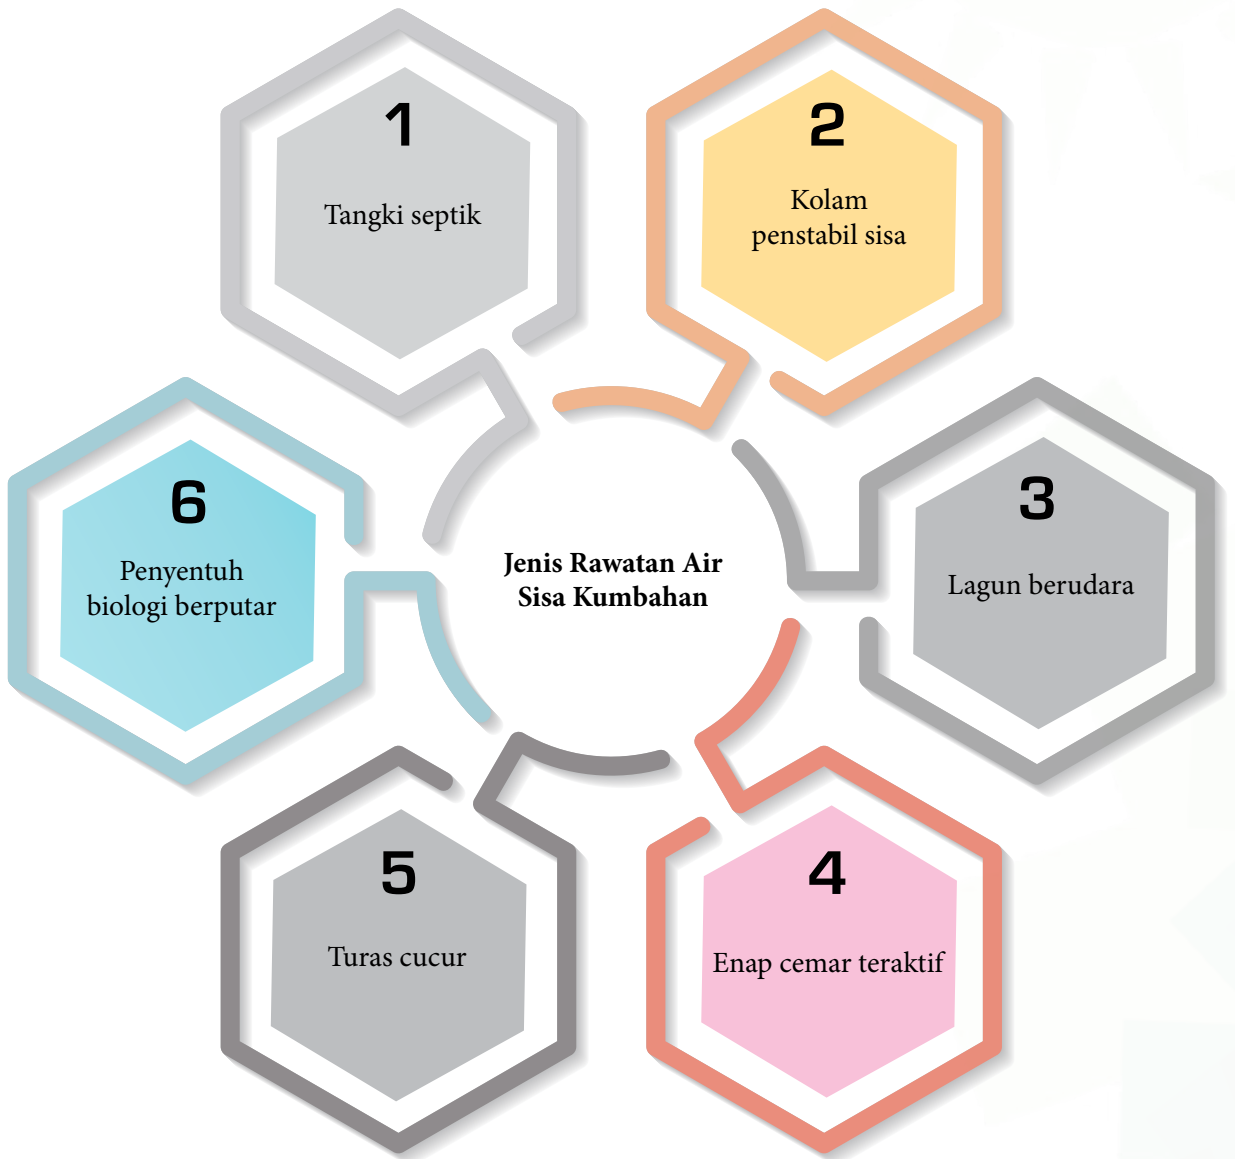 Jenis Rawatan Air
Sisa Kumbahan
1
Tangki septik
2
Kolam
penstabil sisa
3
Lagun berudara
4
Enap cemar teraktif
5
Turas cucur
6
Penyentuh
biologi berputar